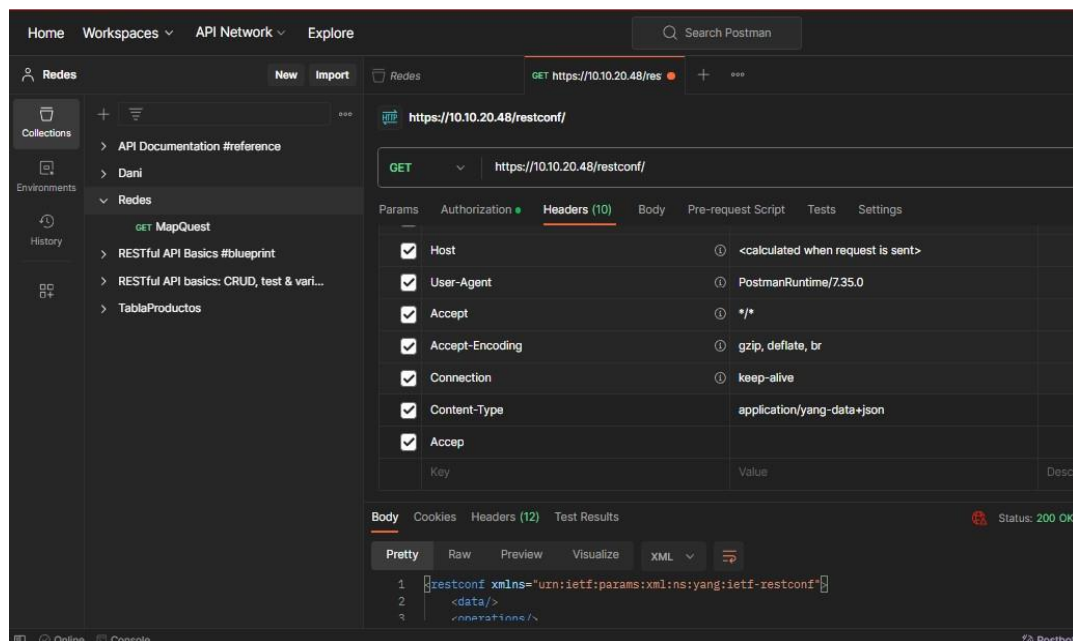 Home Workspaces API Network Explore Search Postman
Redes New Import Redes GET https://10.10.20.48/res
Collections
Environments
History
API Documentation #reference
Dani
Redes
GET MapQuest
RESTful API Basics #blueprint
RESTful API basics: CRUD, test & vari...
TablaProductos
HTTP https://10.10.20.48/restconf/
GET https://10.10.20.48/restconf/
Params Authorization Headers (10) Body Pre-request Script Tests Settings
Host <calculated when request is sent>
User-Agent PostmanRuntime/7.35.0
Accept */*
Accept-Encoding gzip, deflate, br
Connection keep-alive
Content-Type application/yang-data+json
Accep
Key Value Desc
Body Cookies Headers (12) Test Results Status: 200 OK
Pretty Raw Preview Visualize XML
1 <restconf xmlns="urn:ietf:params:xml:ns:yang:ietf-restconf">
2 <data/>
3 <operations/>
Online Console Postbot